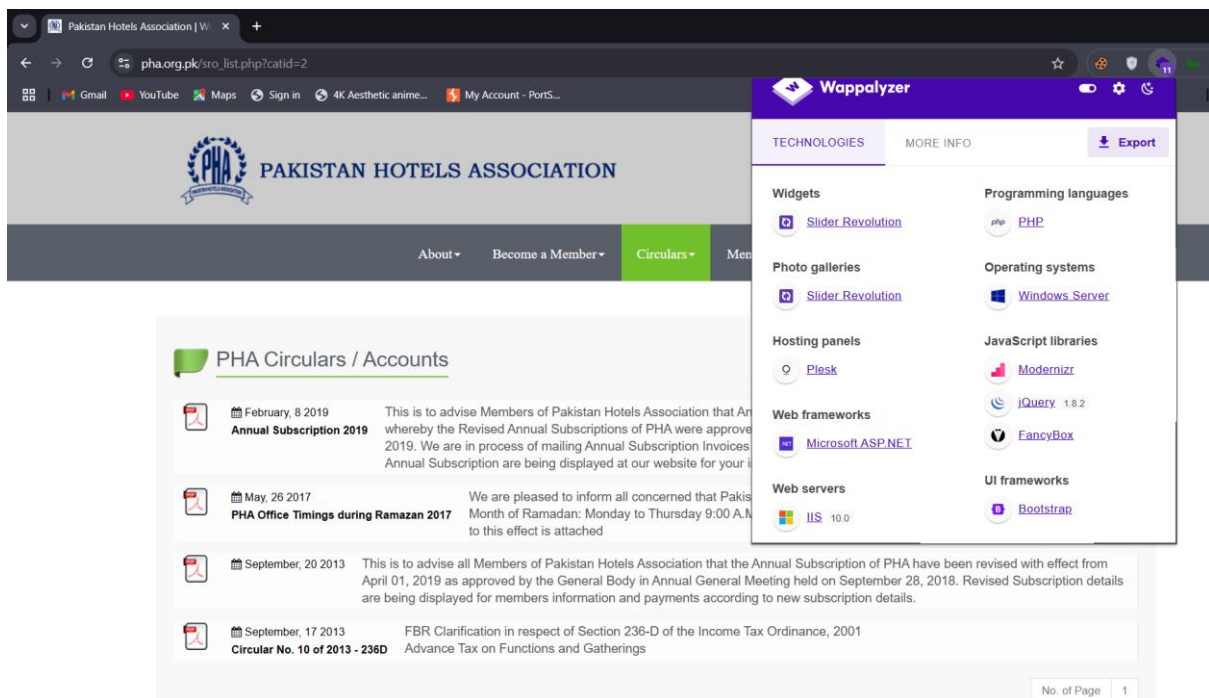 Pakistan Hotels Association | W
pha.org.pk/sro_list.php?catid=2
11
Gmail YouTube Maps Sign in 4K Aesthetic anime... My Account - PortS...
PHA
PAKISTAN HOTELS ASSOCIATION
About Become a Member Circulars Men
PHA Circulars / Accounts
February, 8 2019
Annual Subscription 2019
This is to advise Members of Pakistan Hotels Association that An
whereby the Revised Annual Subscriptions of PHA were approve
2019. We are in process of mailing Annual Subscription Invoices
Annual Subscription are being displayed at our website for your i
May, 26 2017
PHA Office Timings during Ramazan 2017
We are pleased to inform all concerned that Pakis
Month of Ramadan: Monday to Thursday 9:00 A.M
to this effect is attached
September, 20 2013
This is to advise all Members of Pakistan Hotels Association that the Annual Subscription of PHA have been revised with effect from
April 01, 2019 as approved by the General Body in Annual General Meeting held on September 28, 2018. Revised Subscription details
are being displayed for members information and payments according to new subscription details.
September, 17 2013
Circular No. 10 of 2013 - 236D
FBR Clarification in respect of Section 236-D of the Income Tax Ordinance, 2001
Advance Tax on Functions and Gatherings
No. of Page 1
Wappalyzer
TECHNOLOGIES MORE INFO Export
Widgets
Slider Revolution
Photo galleries
Slider Revolution
Hosting panels
Plesk
Web frameworks
Microsoft ASP.NET
Web servers
IIS 10.0
Programming languages
php PHP
Operating systems
Windows Server
JavaScript libraries
Modernizr
jQuery 1.8.2
FancyBox
UI frameworks
Bootstrap